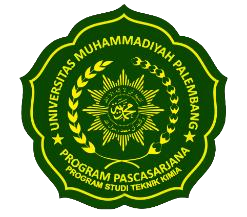 UNIVERSITAS MUHAMMADIYAH PALEMBANG
PROGRAM PASCASARJANA
PROGRAM STUDI TEKNIK KIMIA